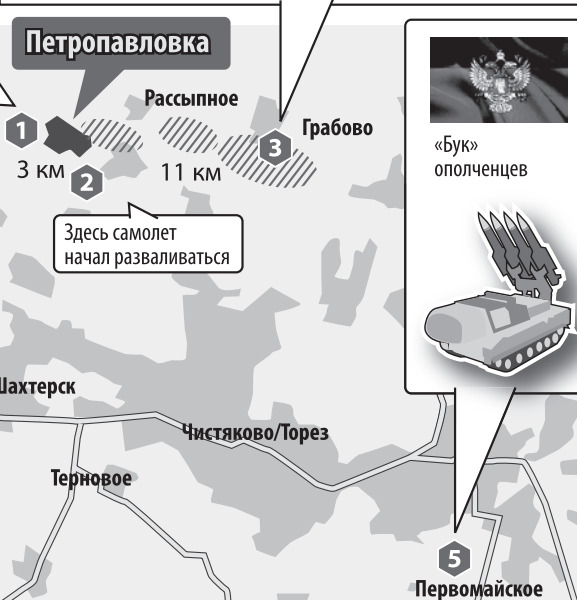 Петропавловка
Рассыпное
1
3
Грабово
3 км
2
11 км
Здесь самолет
начал разваливаться
«Бук»
ополченцев
Шахтерск
Чистяково/Торез
Терновое
5
Первомайское